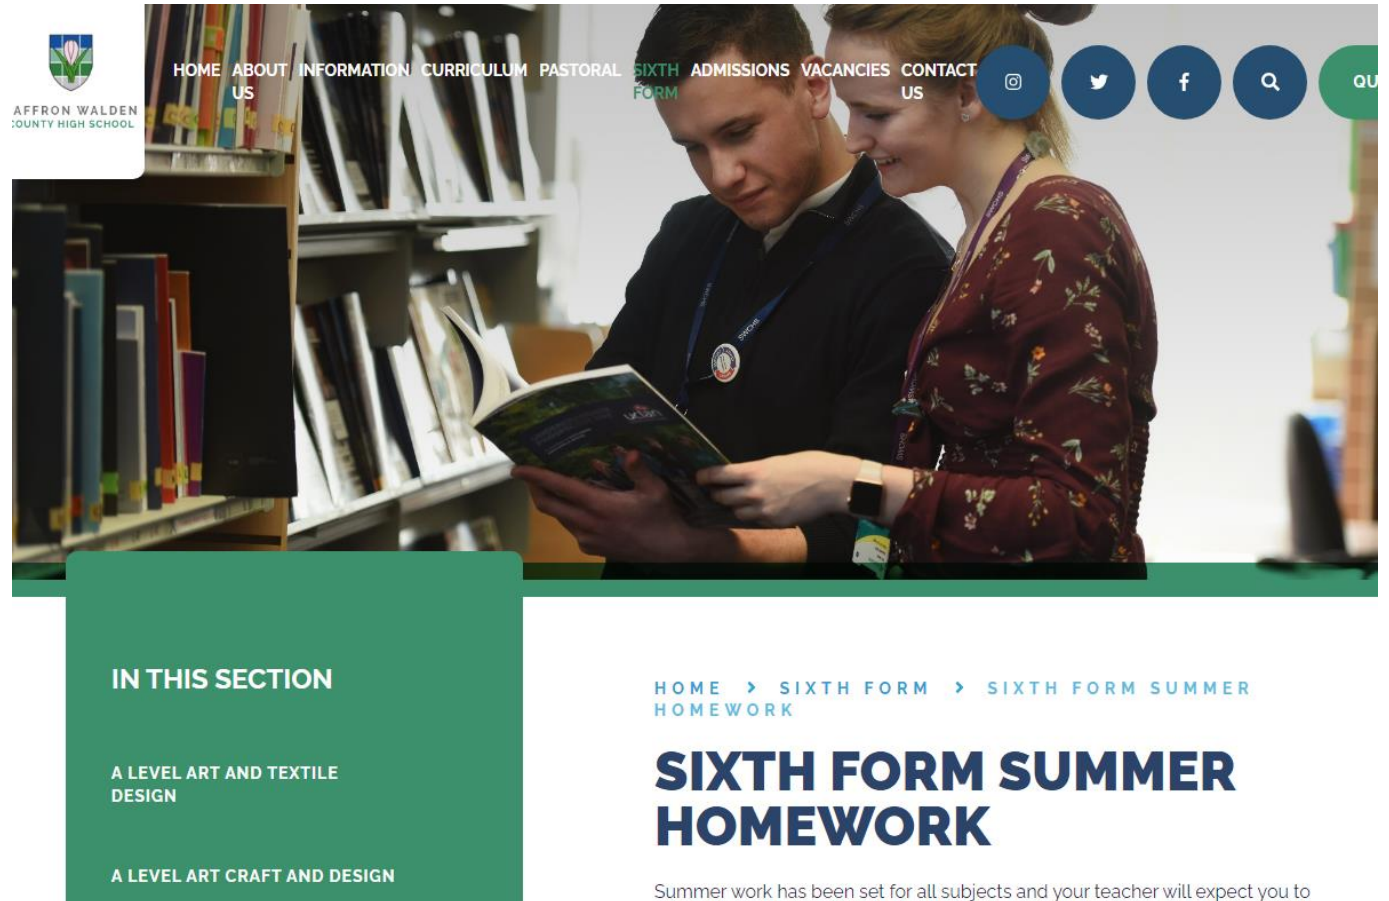 AFFRON WALDEN
COUNTY HIGH SCHOOL
HOME ABOUT US INFORMATION CURRICULUM PASTORAL SIXTH FORM ADMISSIONS VACANCIES CONTACT US
QU
SWCHS
uclan
IN THIS SECTION
A LEVEL ART AND TEXTILE
DESIGN
A LEVEL ART CRAFT AND DESIGN
HOME > SIXTH FORM > SIXTH FORM SUMMER
HOMEWORK
SIXTH FORM SUMMER
HOMEWORK
Summer work has been set for all subjects and your teacher will expect you to